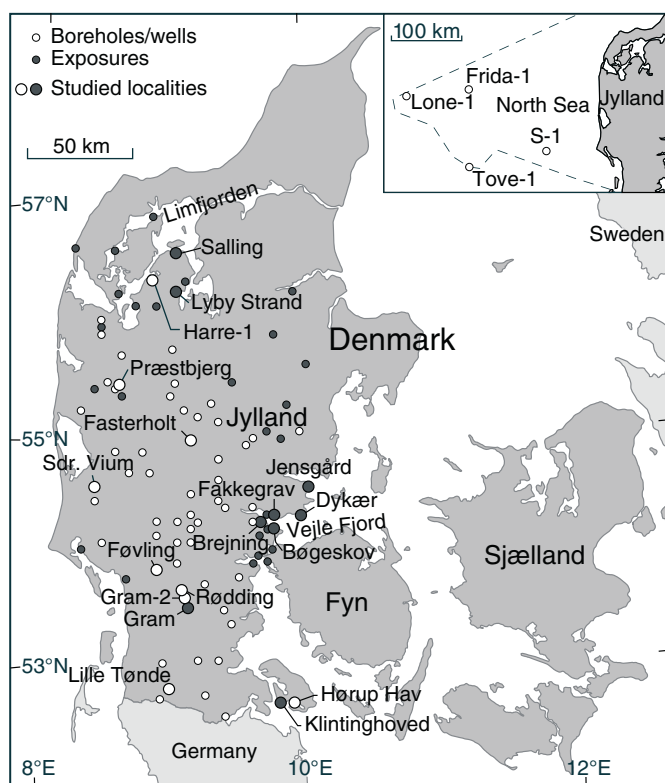 Boreholes/wells
Exposures
Studied localities
50 km
100 km
Frida-1
Lone-1
North Sea
Jylland
S-1
Tove-1
57°N
Limfjorden
Sweden
Salling
Lyby Strand
Harre-1
Denmark
Præstbjerg
Jylland
Fasterholt
55°N
Sdr. Vium
Jensgård
Fakkegrav
Dykær
Vejle Fjord
Brejning
Bøgeskov
Sjælland
Føvling
Gram-2
Rødding
Fyn
Gram
53°N
Lille Tønde
Hørup Hav
Klintinghoved
Germany
8°E
10°E
12°E